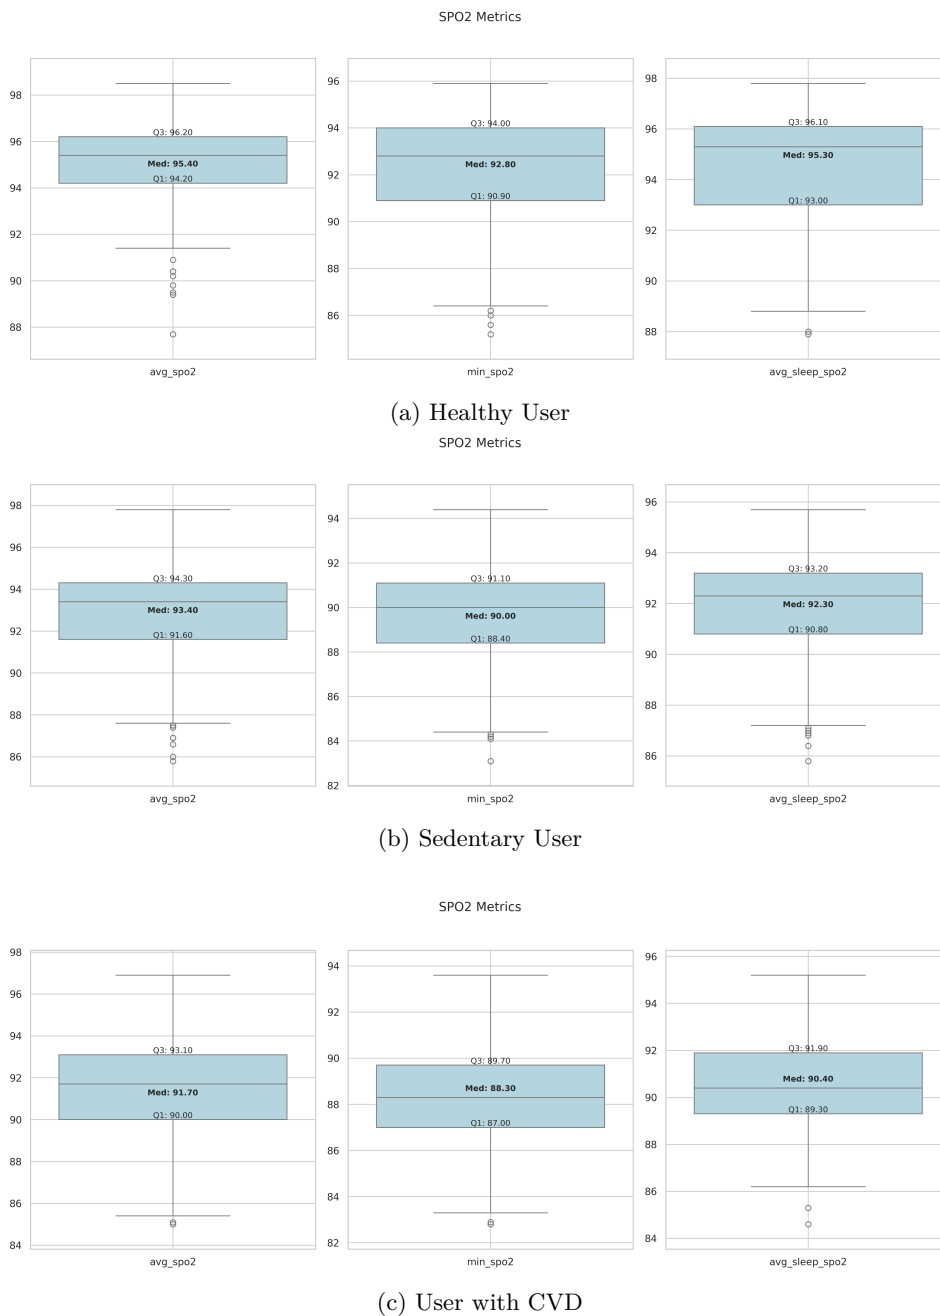 SPO2 Metrics
98
96
94
92
90
88
Q3: 96.20
Med: 95.40
Q1: 94.20
avg_spo2
96
94
92
90
88
86
Q3: 94.00
Med: 92.80
Q1: 90.90
min_spo2
98
96
94
92
90
88
Q3: 96.10
Med: 95.30
Q1: 93.00
avg_sleep_spo2
(a) Healthy User
SPO2 Metrics
98
96
94
92
90
88
86
Q3: 94.30
Med: 93.40
Q1: 91.60
avg_spo2
94
92
90
88
86
84
82
Q3: 91.10
Med: 90.00
Q1: 88.40
min_spo2
96
94
92
90
88
86
Q3: 93.20
Med: 92.30
Q1: 90.80
avg_sleep_spo2
(b) Sedentary User
SPO2 Metrics
98
96
94
92
90
88
86
84
Q3: 93.10
Med: 91.70
Q1: 90.00
avg_spo2
94
92
90
88
86
84
82
Q3: 89.70
Med: 88.30
Q1: 87.00
min_spo2
96
94
92
90
88
86
84
Q3: 91.90
Med: 90.40
Q1: 89.30
avg_sleep_spo2
(c) User with CVD